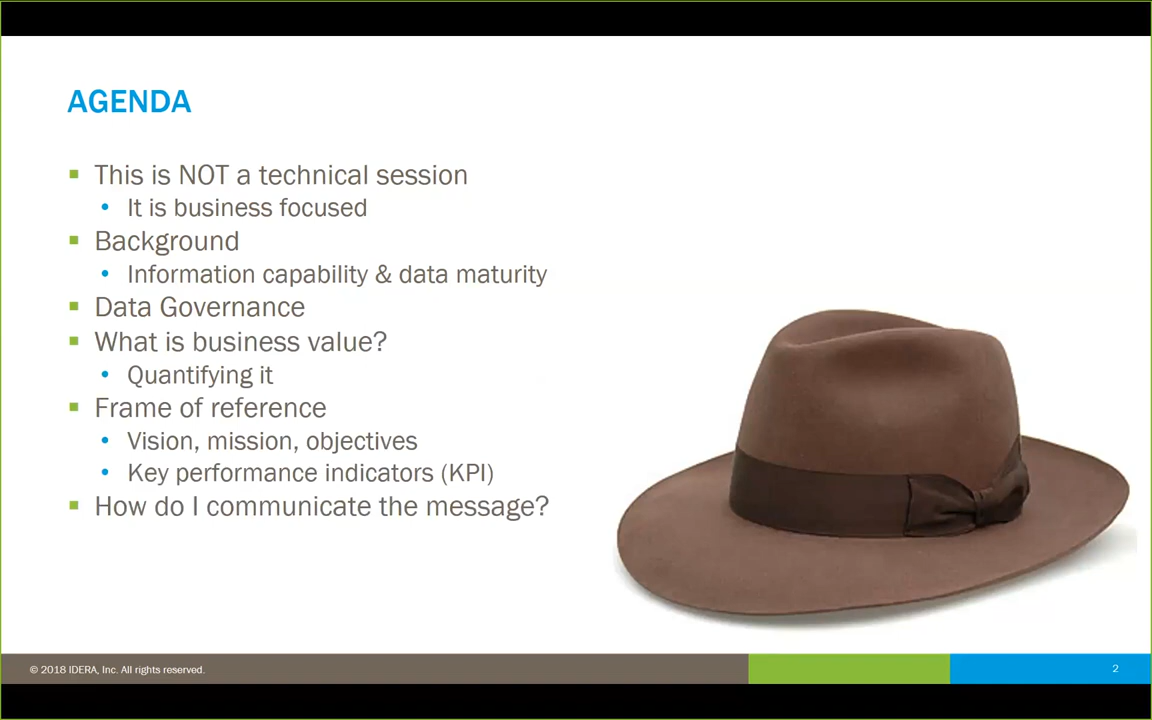 AGENDA
This is NOT a technical session
It is business focused
Background
Information capability & data maturity
Data Governance
What is business value?
Quantifying it
Frame of reference
Vision, mission, objectives
Key performance indicators (KPI)
How do I communicate the message?
© 2018 IDERA, Inc. All rights reserved.
2